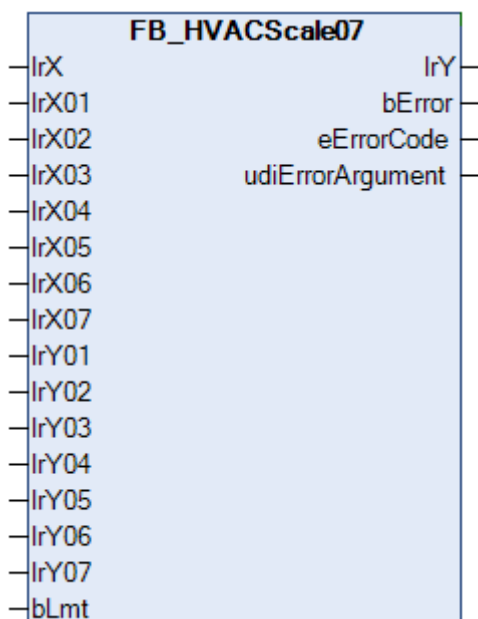 FB_HVACScale07
lrX lrY
lrX01 bError
lrX02 eErrorCode
lrX03 udiErrorArgument
lrX04
lrX05
lrX06
lrX07
lrY01
lrY02
lrY03
lrY04
lrY05
lrY06
lrY07
bLmt